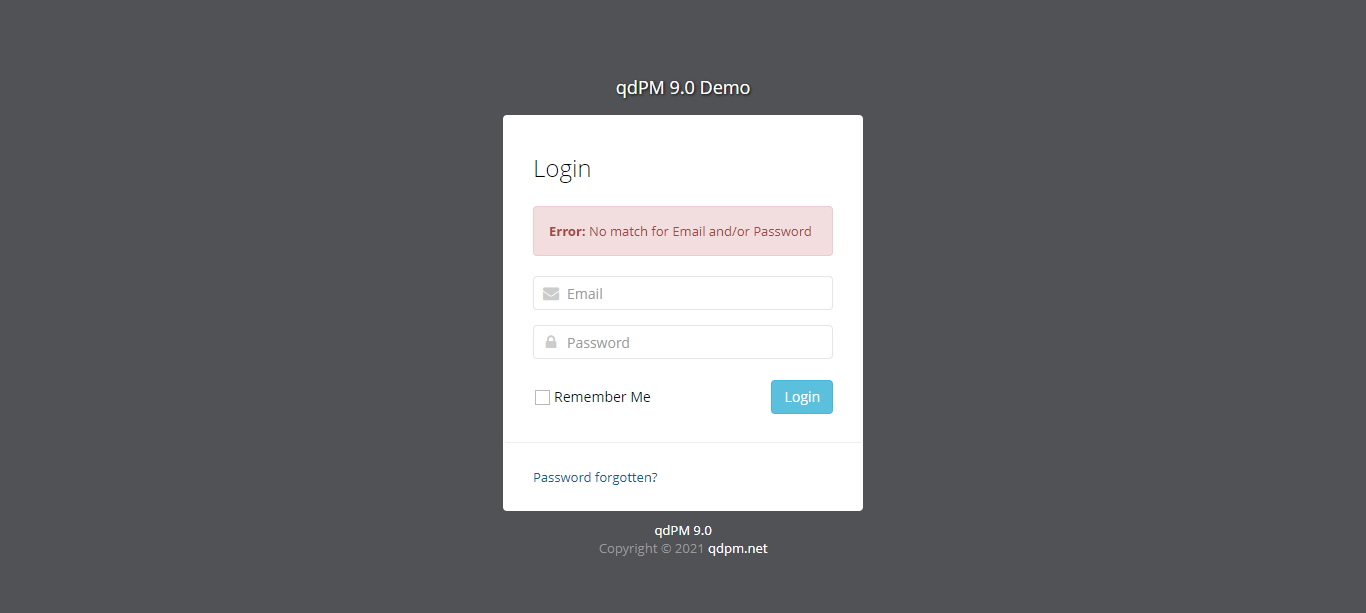 qdPM 9.0 Demo
Login
Error: No match for Email and/or Password
Email
Password
Remember Me
Login
Password forgotten?
qdPM 9.0
Copyright © 2021 qdpm.net